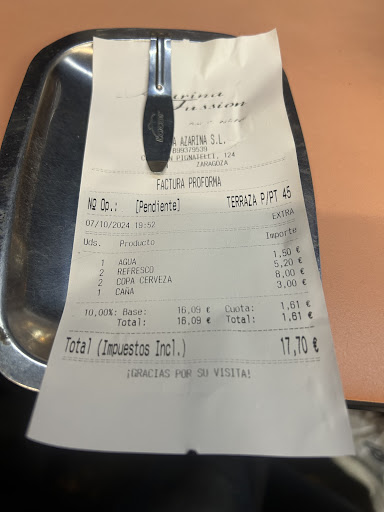 Passion
AZARINA S.L.
B99379539
PIGNATELLI, 124
ZARAGOZA
FACTURA PROFORMA
Nº Op.: [Pendiente] TERRAZA P/PT 45
07/10/2024 19:52 EXTRA
Uds. Producto Importe
1 AGUA 1,50 €
2 REFRESCO 5,20 €
2 COPA CERVEZA 8,00 €
1 CAÑA 3,00 €
10,00%: Base: 16,09 € Cuota: 1,61 €
Total: 16,09 € Total: 1,61 €
Total (Impuestos Incl.) 17,70 €
¡GRACIAS POR SU VISITA!